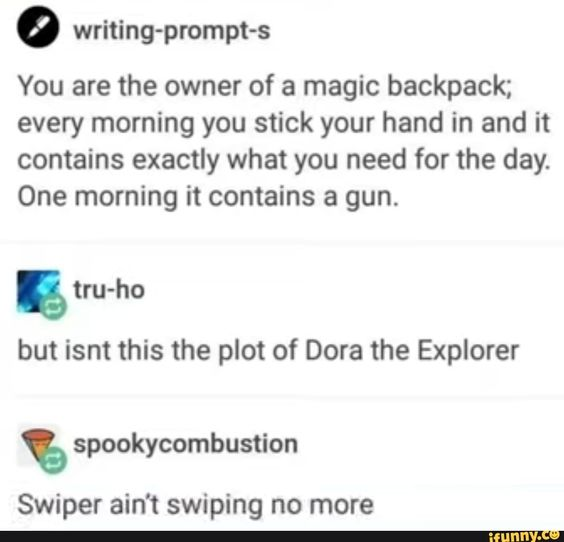 writing-prompt-s
You are the owner of a magic backpack;
every morning you stick your hand in and it
contains exactly what you need for the day.
One morning it contains a gun.
tru-ho
but isnt this the plot of Dora the Explorer
spookycombustion
Swiper ain't swiping no more
ifunny.co